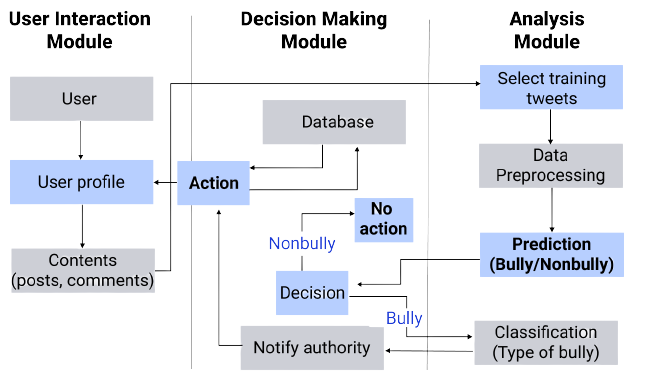 User Interaction
Module
Decision Making
Module
Analysis
Module
User
User profile
Contents
(posts, comments)
Database
Action
No
action
Nonbully
Decision
Bully
Notify authority
Select training
tweets
Data
Preprocessing
Prediction
(Bully/Nonbully)
Classification
(Type of bully)